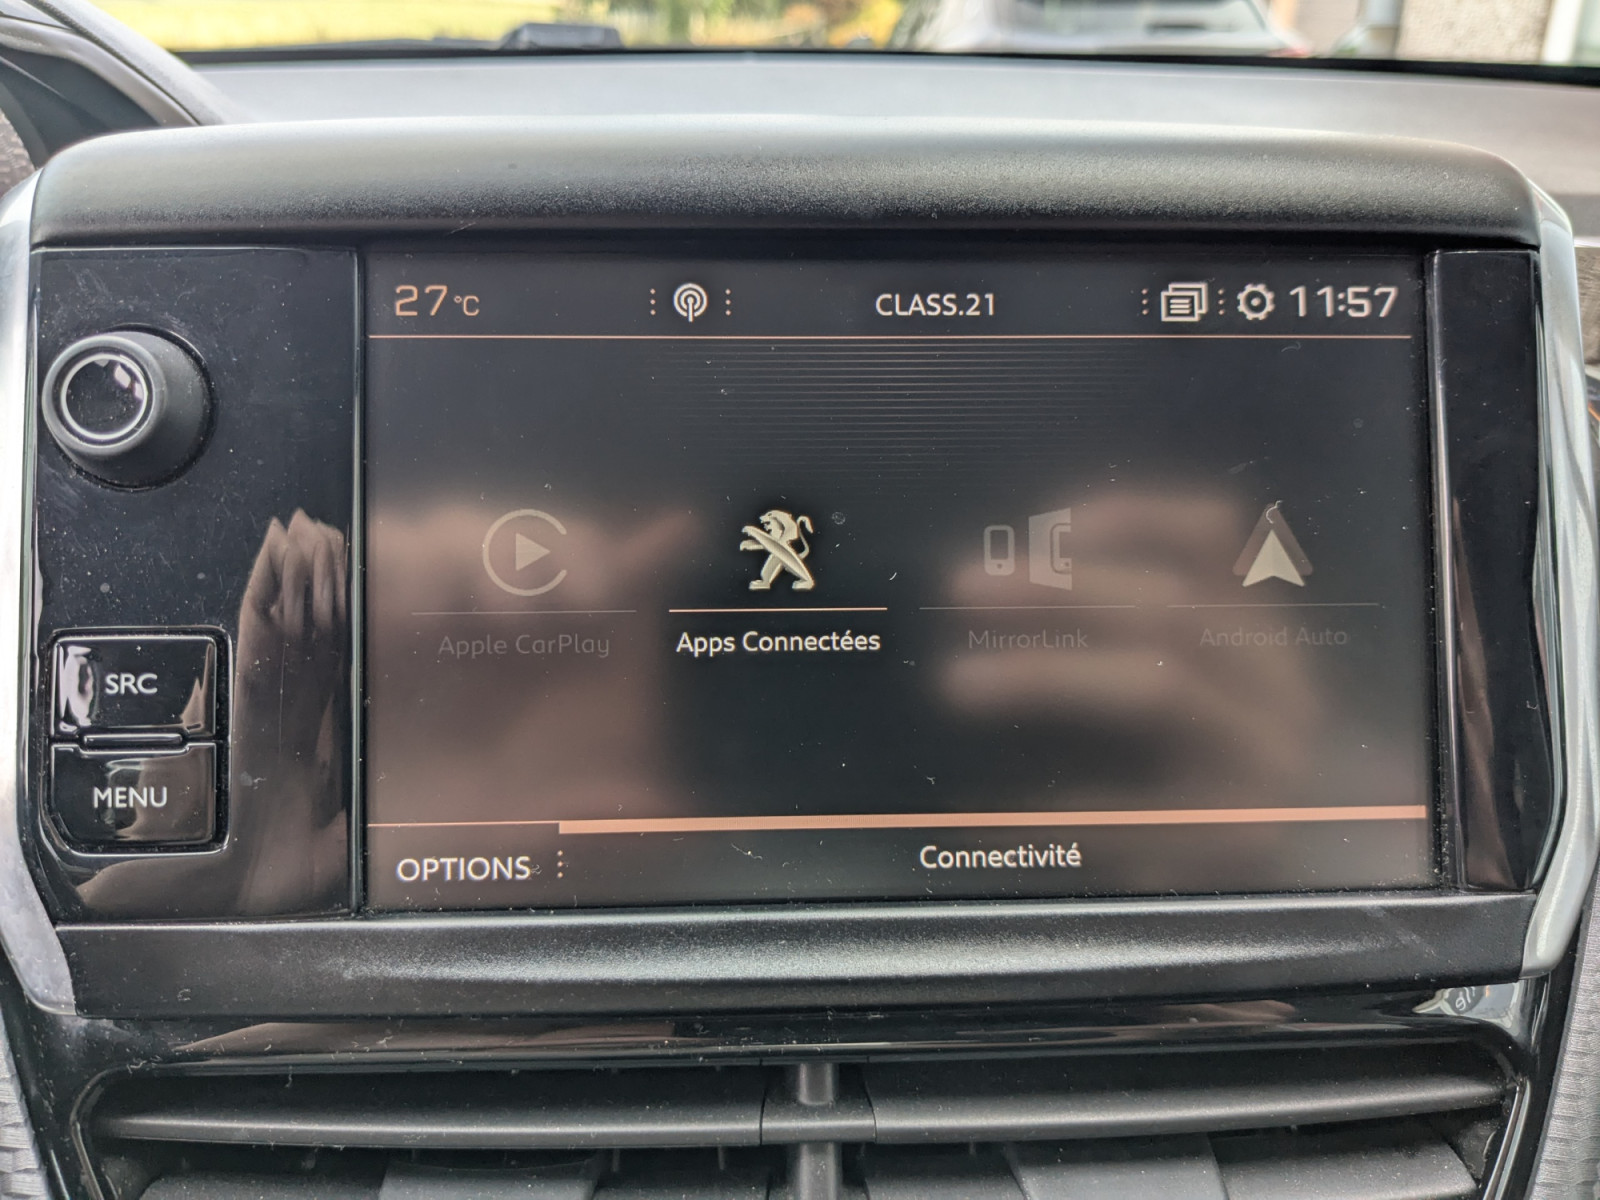 27°C
CLASS.21
11:57
Apple CarPlay
Apps Connectées
MirrorLink
Android Auto
SRC
MENU
OPTIONS
Connectivité